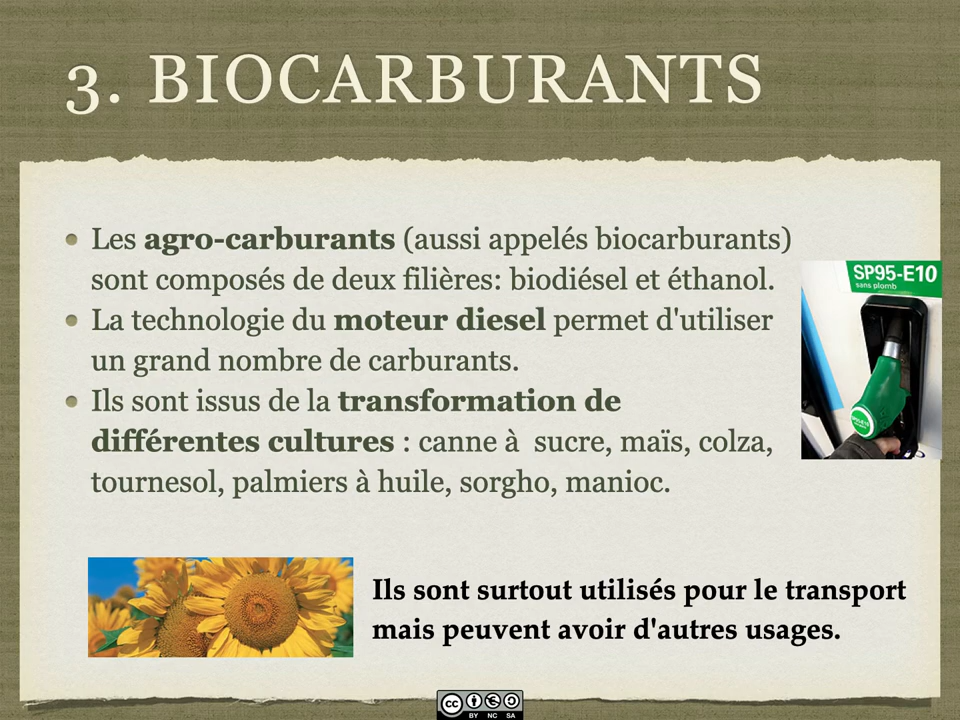 3. BIOCARBURANTS
Les agro-carburants (aussi appelés biocarburants)
sont composés de deux filières: biodiésel et éthanol.
La technologie du moteur diesel permet d'utiliser
un grand nombre de carburants.
Ils sont issus de la transformation de
différentes cultures : canne à  sucre, maïs, colza,
tournesol, palmiers à huile, sorgho, manioc.
SP95-E10
sans plomb
Ils sont surtout utilisés pour le transport
mais peuvent avoir d'autres usages.
cc
BY NC SA